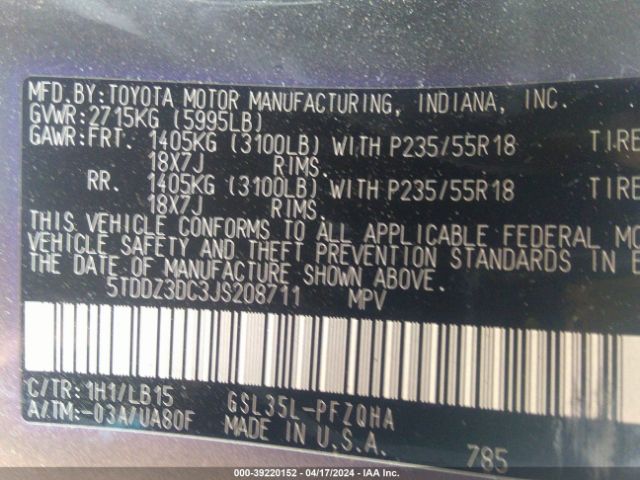 MFD.BY:TOYOTA MOTOR MANUFACTURING, INDIANA, INC.
GVWR:2715KG (5995LB)
GAWR:FRT. 1405KG (3100LB) WITH P235/55R18 TIRE
18X7J RIMS.
RR. 1405KG (3100LB) WITH P235/55R18 TIRE
18X7J RIMS.
THIS VEHICLE CONFORMS TO ALL APPLICABLE FEDERAL MO
VEHICLE SAFETY AND THEFT PREVENTION STANDARDS IN E
THE DATE OF MANUFACTURE SHOWN ABOVE.
5TDDZ3DC3JS208711 MPV
C/TR:1H1/LB15 GSL35L-PFZQHA
A/TM:-03A/UA80F MADE IN U.S.A. 785
000-39220152 - 04/17/2024 - IAA Inc.